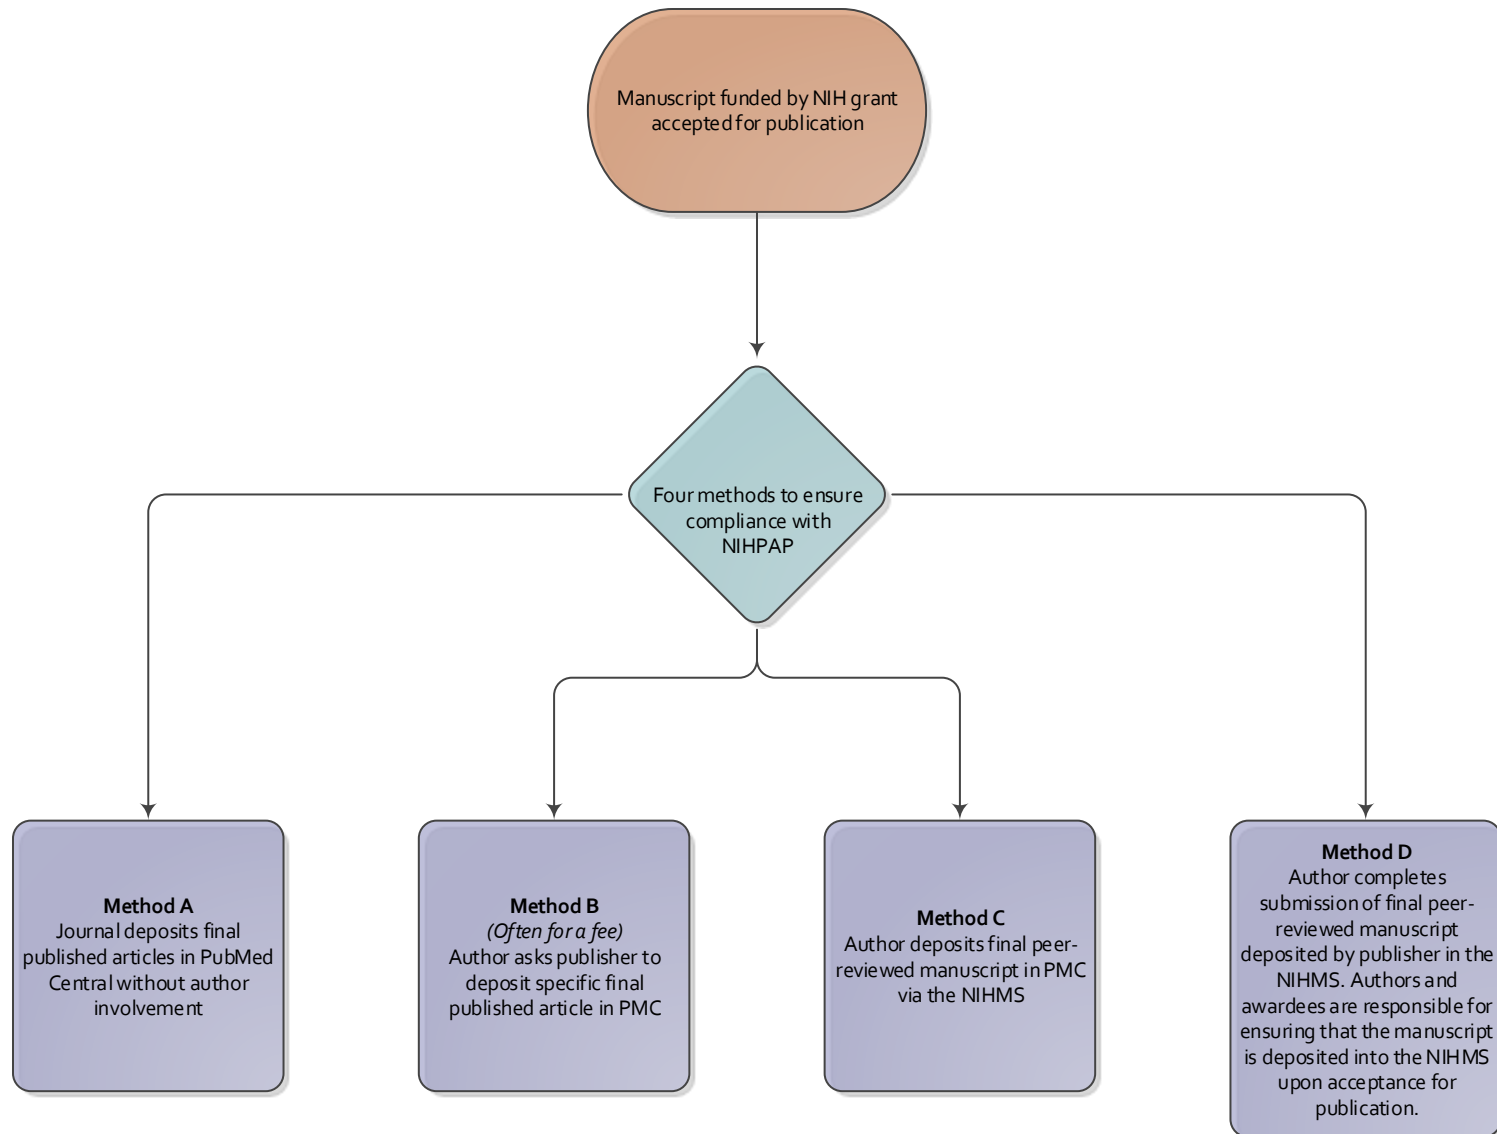 Manuscript funded by NIH grant
accepted for publication
Four methods to ensure
compliance with
NIHPAP
Method A
Journal deposits final
published articles in PubMed
Central without author
involvement
Method B
(Often for a fee)
Author asks publisher to
deposit specific final
published article in PMC
Method C
Author deposits final peer-
reviewed manuscript in PMC
via the NIHMS
Method D
Author completes
submission of final peer-
reviewed manuscript
deposited by publisher in the
NIHMS. Authors and
awardees are responsible for
ensuring that the manuscript
is deposited into the NIHMS
upon acceptance for
publication.